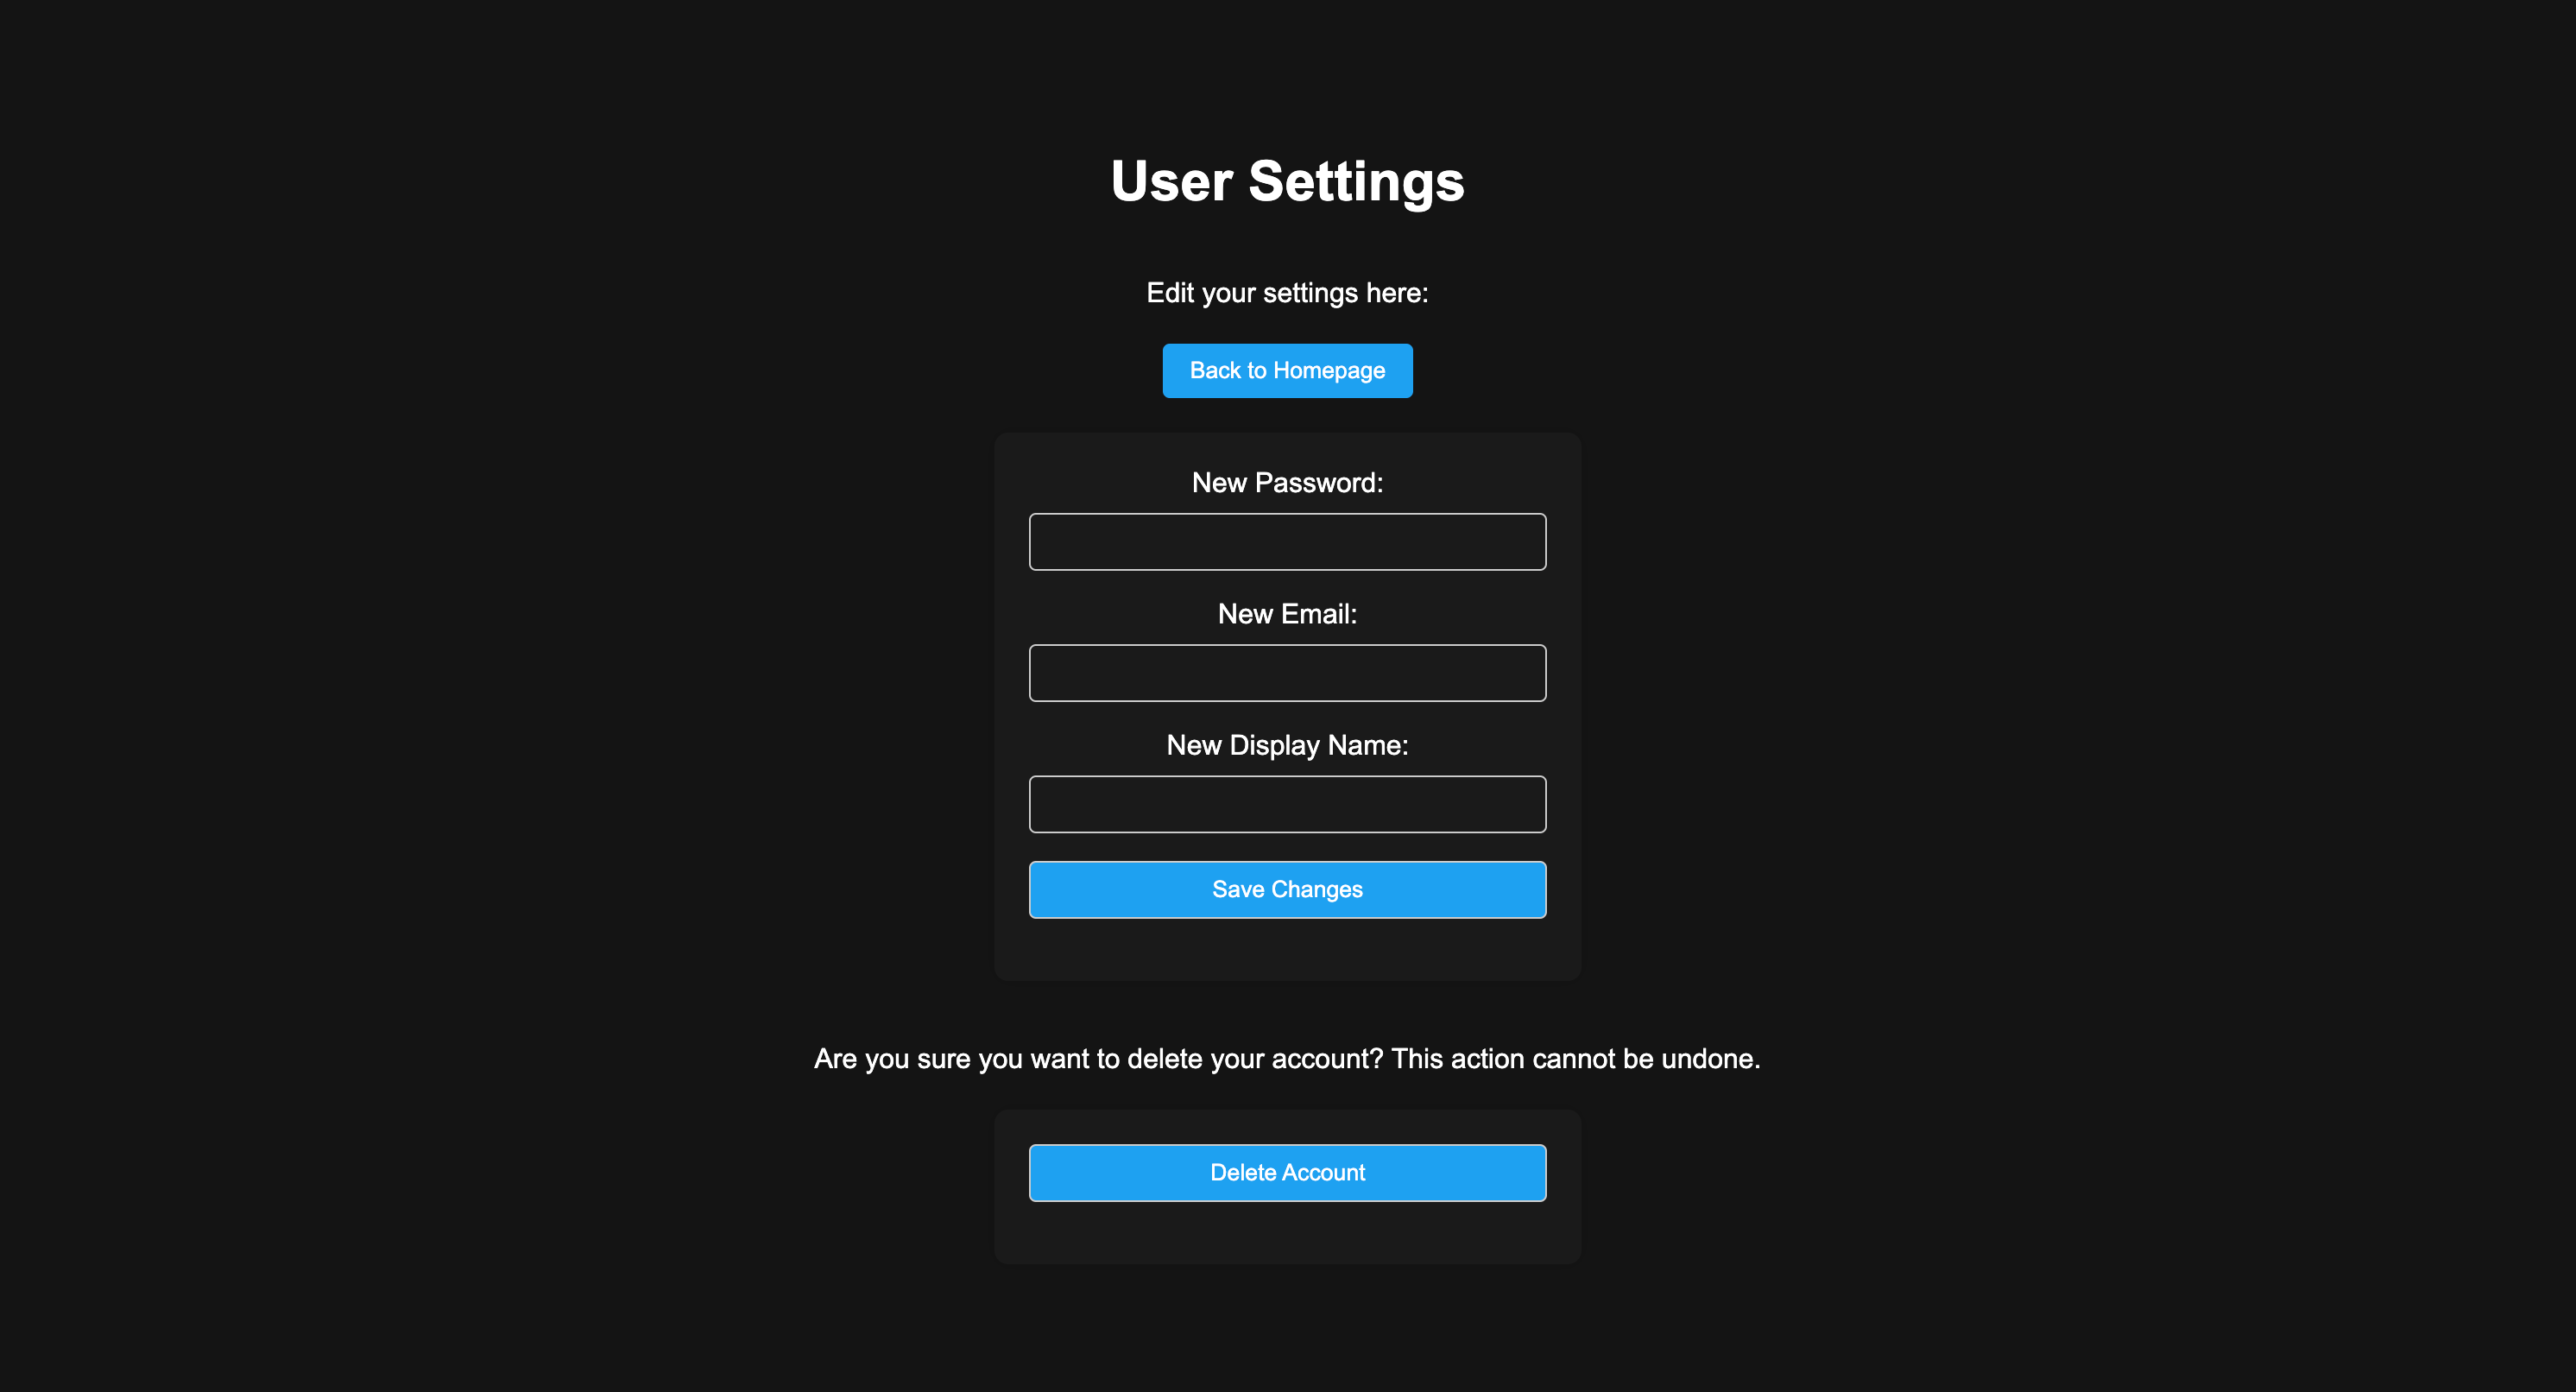 User Settings
Edit your settings here:
Back to Homepage
New Password:
New Email:
New Display Name:
Save Changes
Are you sure you want to delete your account? This action cannot be undone.
Delete Account